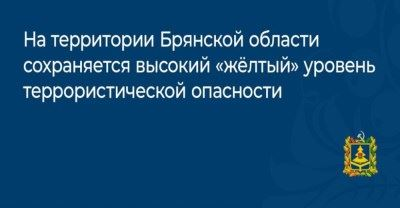 На территории Брянской области
сохраняется высокий «жёлтый» уровень
террористической опасности